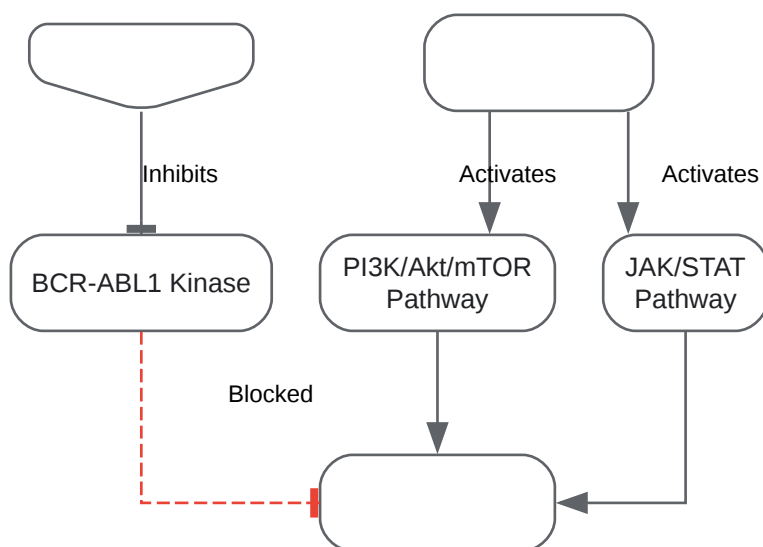 Inhibits
Activates
Activates
BCR-ABL1 Kinase
PI3K/Akt/mTOR
Pathway
JAK/STAT
Pathway
Blocked